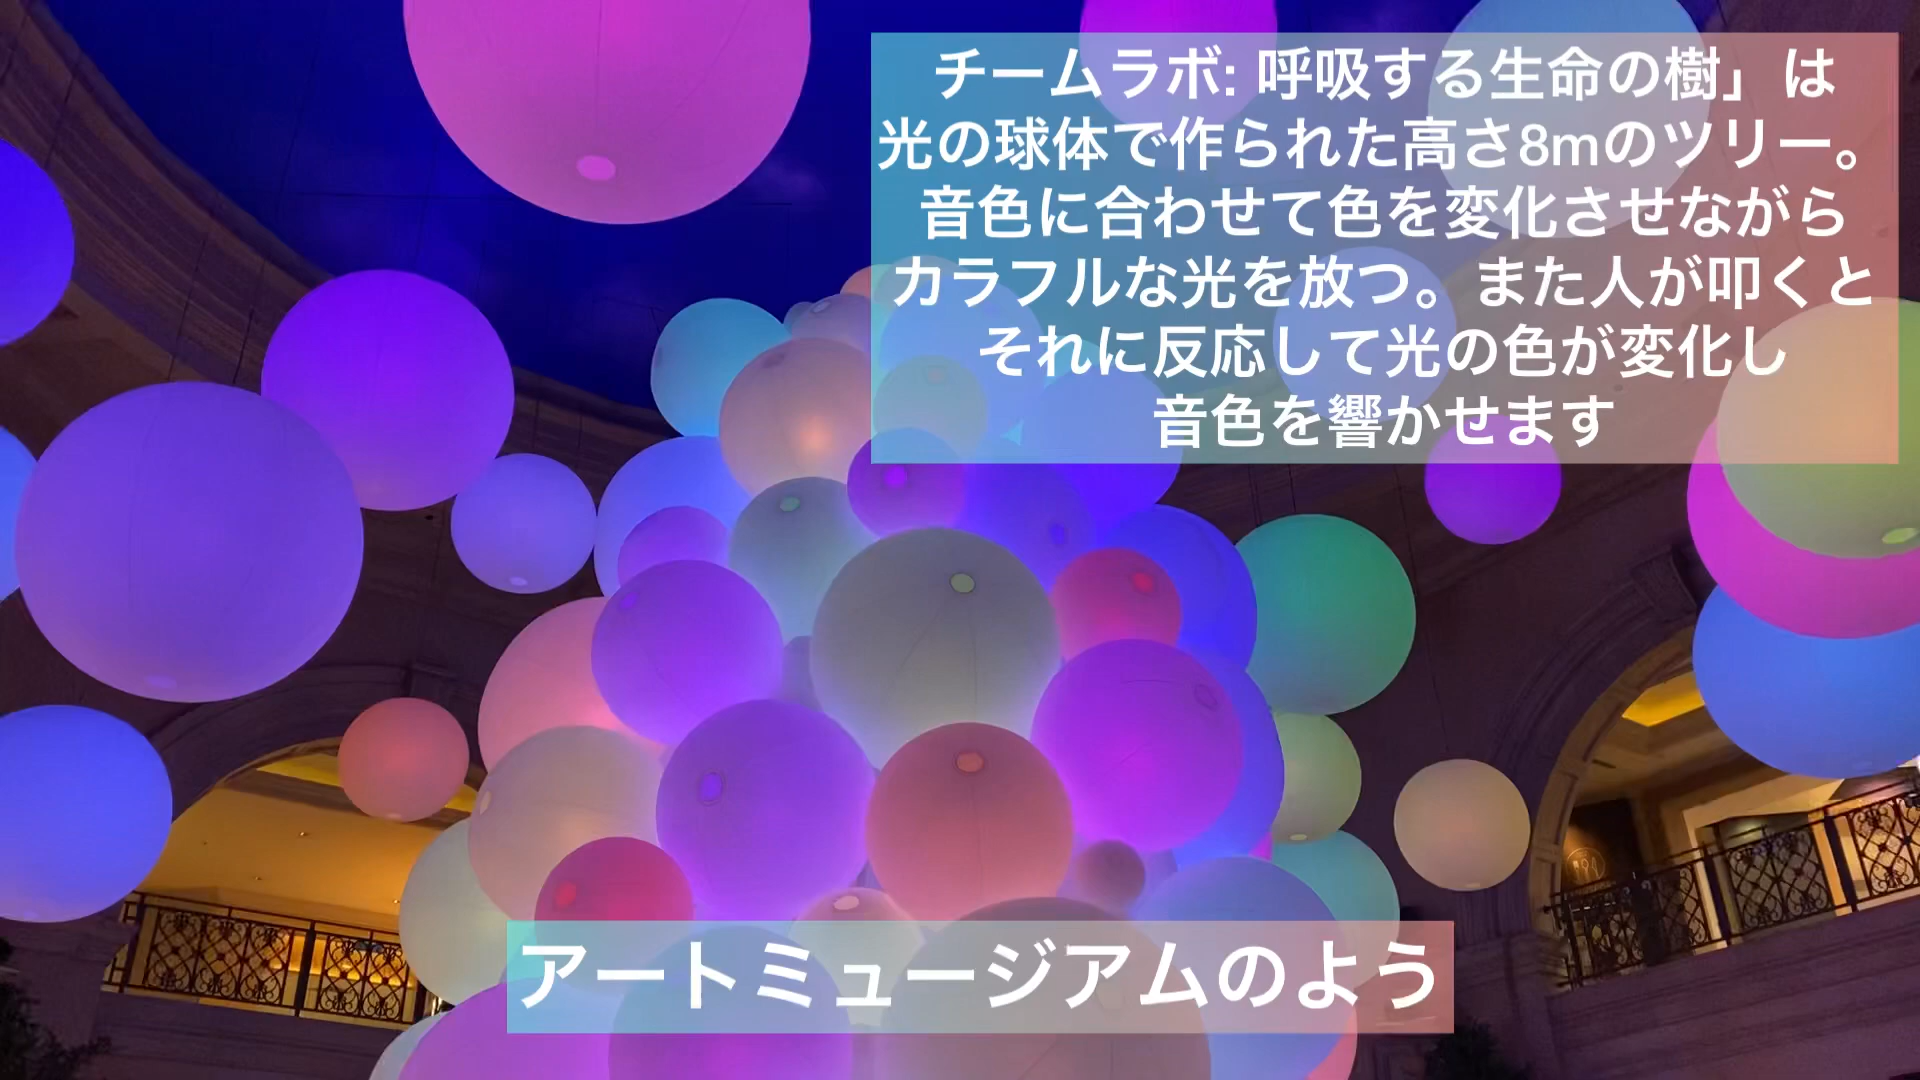 チームラボ: 呼吸する生命の樹」は
光の球体で作られた高さ8mのツリー。
音色に合わせて色を変化させながら
カラフルな光を放つ。また人が叩くと
それに反応して光の色が変化し
音色を響かせます
アートミュージアムのよう